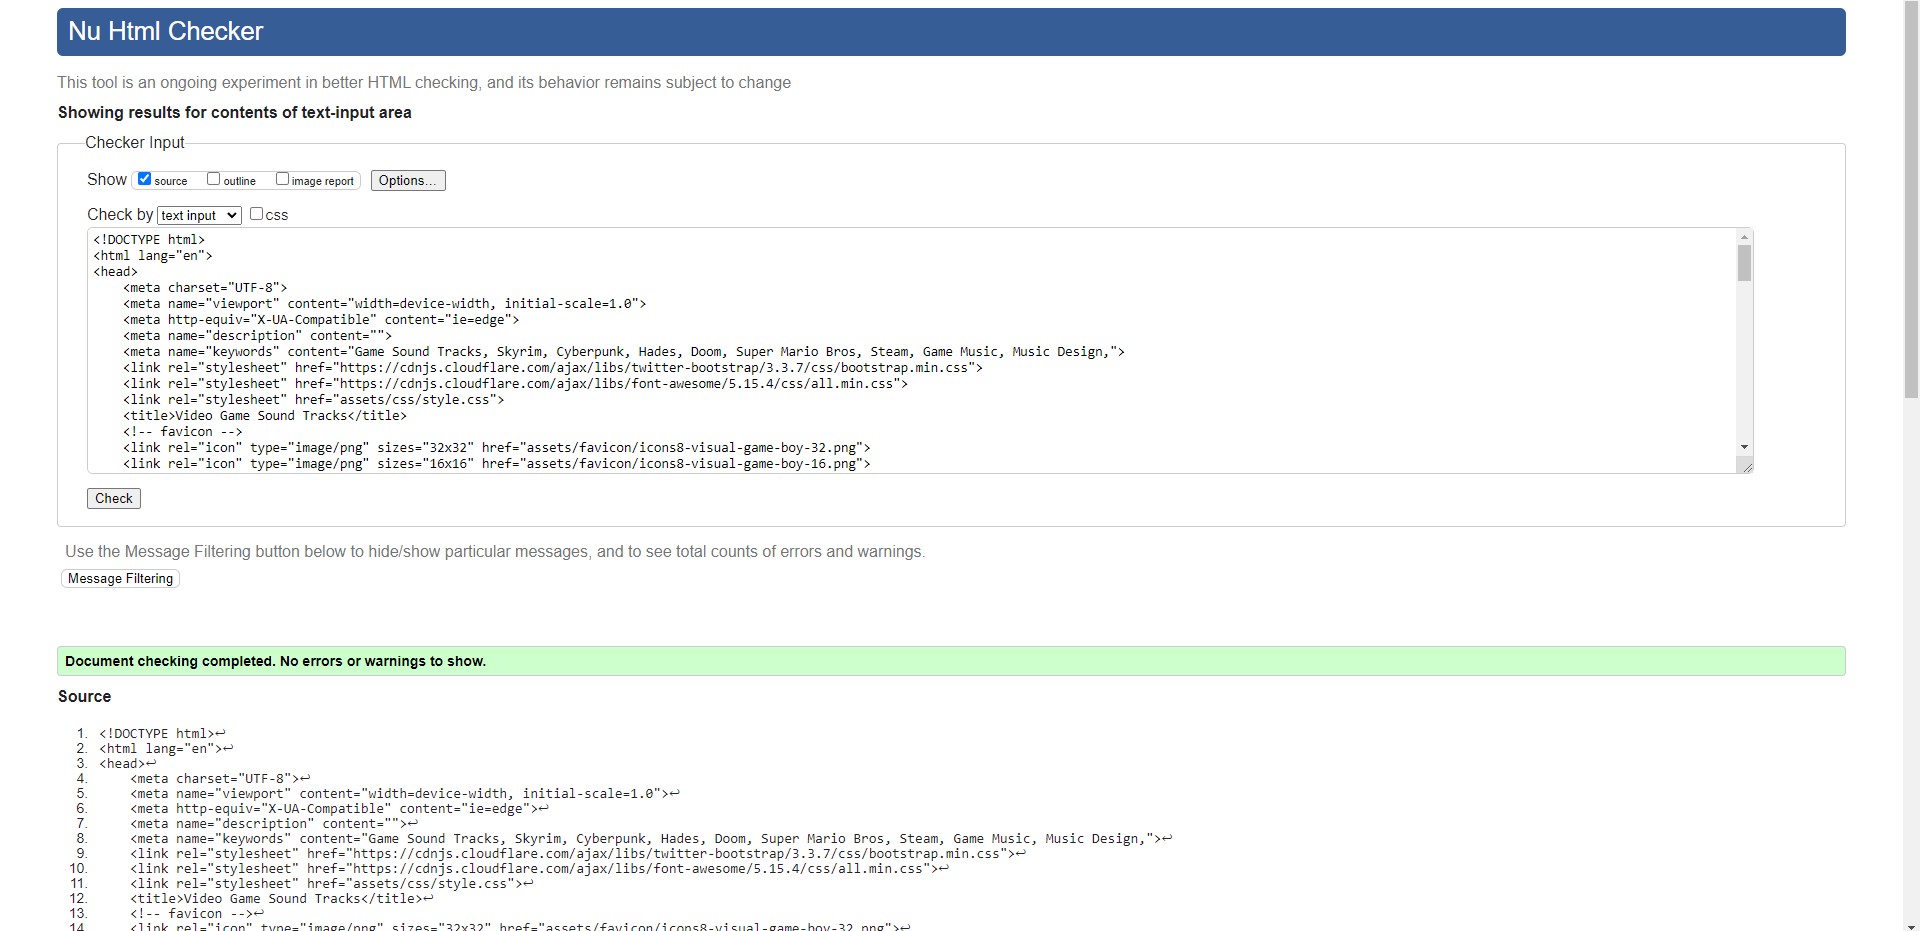 Nu Html Checker
This tool is an ongoing experiment in better HTML checking, and its behavior remains subject to change
Showing results for contents of text-input area
Checker Input
Show source outline image report Options...
Check by text input css
<!DOCTYPE html>
<html lang="en">
<head>
    <meta charset="UTF-8">
    <meta name="viewport" content="width=device-width, initial-scale=1.0">
    <meta http-equiv="X-UA-Compatible" content="ie=edge">
    <meta name="description" content="">
    <meta name="keywords" content="Game Sound Tracks, Skyrim, Cyberpunk, Hades, Doom, Super Mario Bros, Steam, Game Music, Music Design,">
    <link rel="stylesheet" href="https://cdnjs.cloudflare.com/ajax/libs/twitter-bootstrap/3.3.7/css/bootstrap.min.css">
    <link rel="stylesheet" href="https://cdnjs.cloudflare.com/ajax/libs/font-awesome/5.15.4/css/all.min.css">
    <link rel="stylesheet" href="assets/css/style.css">
    <title>Video Game Sound Tracks</title>
    <!-- favicon -->
    <link rel="icon" type="image/png" sizes="32x32" href="assets/favicon/icons8-visual-game-boy-32.png">
    <link rel="icon" type="image/png" sizes="16x16" href="assets/favicon/icons8-visual-game-boy-16.png">
Check
Use the Message Filtering button below to hide/show particular messages, and to see total counts of errors and warnings.
Message Filtering
Document checking completed. No errors or warnings to show.
Source
1. <!DOCTYPE html>↩
2. <html lang="en">↩
3. <head>↩
4.     <meta charset="UTF-8">↩
5.     <meta name="viewport" content="width=device-width, initial-scale=1.0">↩
6.     <meta http-equiv="X-UA-Compatible" content="ie=edge">↩
7.     <meta name="description" content="">↩
8.     <meta name="keywords" content="Game Sound Tracks, Skyrim, Cyberpunk, Hades, Doom, Super Mario Bros, Steam, Game Music, Music Design,">↩
9.     <link rel="stylesheet" href="https://cdnjs.cloudflare.com/ajax/libs/twitter-bootstrap/3.3.7/css/bootstrap.min.css">↩
10.     <link rel="stylesheet" href="https://cdnjs.cloudflare.com/ajax/libs/font-awesome/5.15.4/css/all.min.css">↩
11.     <link rel="stylesheet" href="assets/css/style.css">↩
12.     <title>Video Game Sound Tracks</title>↩
13.     <!-- favicon -->↩
14.     <link rel="icon" type="image/png" sizes="32x32" href="assets/favicon/icons8-visual-game-boy-32.png">↩